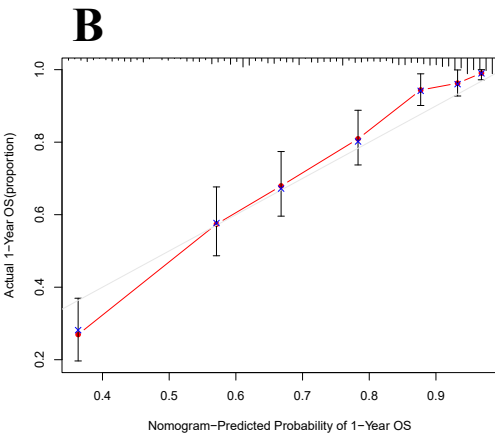 B
1.0
0.8
0.6
0.4
0.2
Actual 1−Year OS(proportion)
0.4 0.5 0.6 0.7 0.8 0.9
Nomogram−Predicted Probability of 1−Year OS